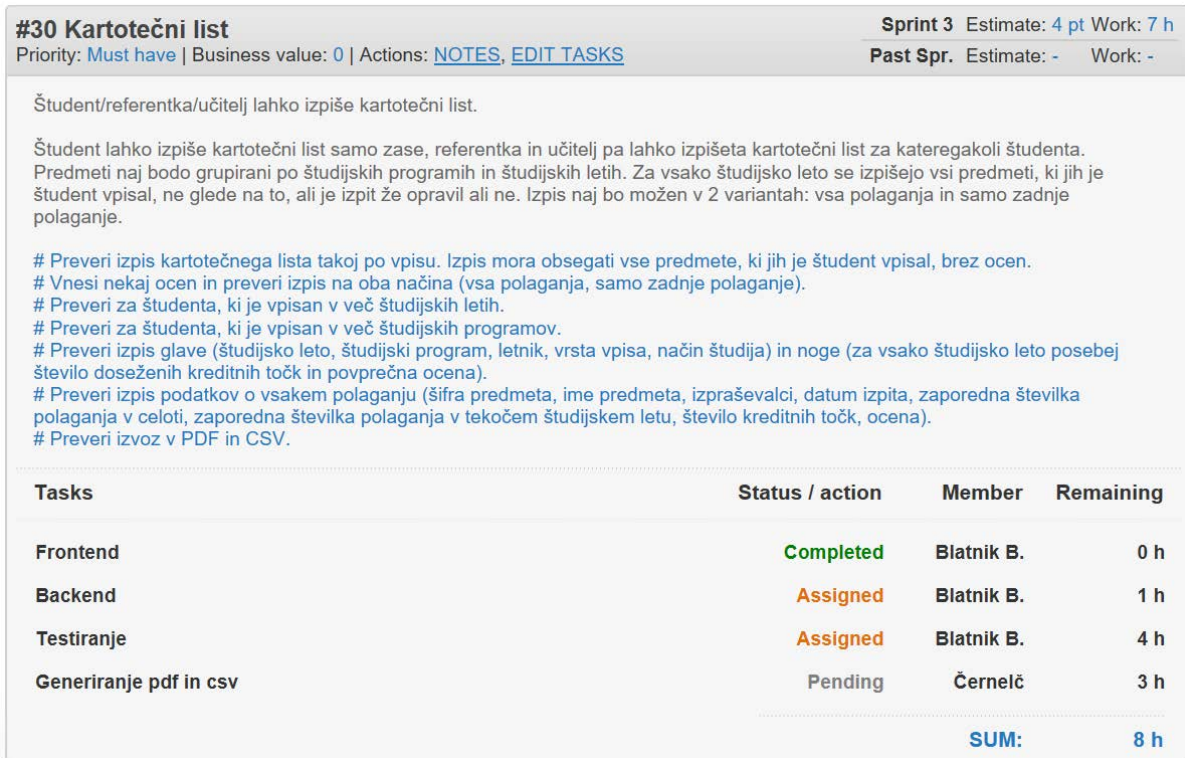 #30 Kartotečni list
Sprint 3 Estimate: 4 pt Work: 7 h
Priority: Must have | Business value: 0 | Actions: NOTES, EDIT TASKS
Past Spr. Estimate: - Work: -
Študent/referentka/učitelj lahko izpiše kartotečni list.
Študent lahko izpiše kartotečni list samo zase, referentka in učitelj pa lahko izpišeta kartotečni list za kateregakoli študenta.
Predmeti naj bodo grupirani po študijskih programih in študijskih letih. Za vsako študijsko leto se izpišejo vsi predmeti, ki jih je
študent vpisal, ne glede na to, ali je izpit že opravil ali ne. Izpis naj bo možen v 2 variantah: vsa polaganja in samo zadnje
polaganje.
# Preveri izpis kartotečnega lista takoj po vpisu. Izpis mora obsegati vse predmete, ki jih je študent vpisal, brez ocen.
# Vnesi nekaj ocen in preveri izpis na oba načina (vsa polaganja, samo zadnje polaganje).
# Preveri za študenta, ki je vpisan v več študijskih letih.
# Preveri za študenta, ki je vpisan v več študijskih programov.
# Preveri izpis glave (študijsko leto, študijski program, letnik, vrsta vpisa, način študija) in noge (za vsako študijsko leto posebej
število doseženih kreditnih točk in povprečna ocena).
# Preveri izpis podatkov o vsakem polaganju (šifra predmeta, ime predmeta, izpraševalci, datum izpita, zaporedna številka
polaganja v celoti, zaporedna številka polaganja v tekočem študijskem letu, število kreditnih točk, ocena).
# Preveri izvoz v PDF in CSV.
Tasks Status / action Member Remaining
Frontend Completed Blatnik B. 0 h
Backend Assigned Blatnik B. 1 h
Testiranje Assigned Blatnik B. 4 h
Generiranje pdf in csv Pending Černelč 3 h
SUM: 8 h